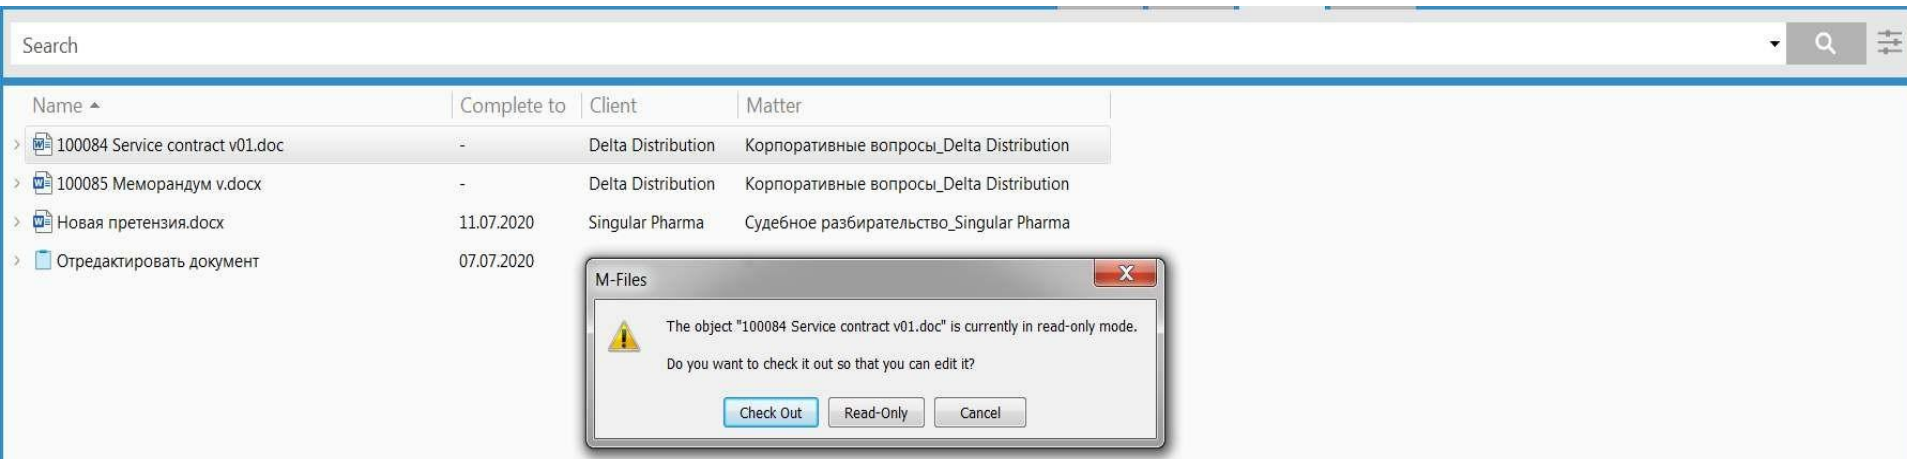 Search
Name Complete to Client Matter
100084 Service contract v01.doc - Delta Distribution Корпоративные вопросы_Delta Distribution
100085 Меморандум v.docx - Delta Distribution Корпоративные вопросы_Delta Distribution
Новая претензия.docx 11.07.2020 Singular Pharma Судебное разбирательство_Singular Pharma
Отредактировать документ 07.07.2020
M-Files
The object "100084 Service contract v01.doc" is currently in read-only mode.
Do you want to check it out so that you can edit it?
Check Out Read-Only Cancel